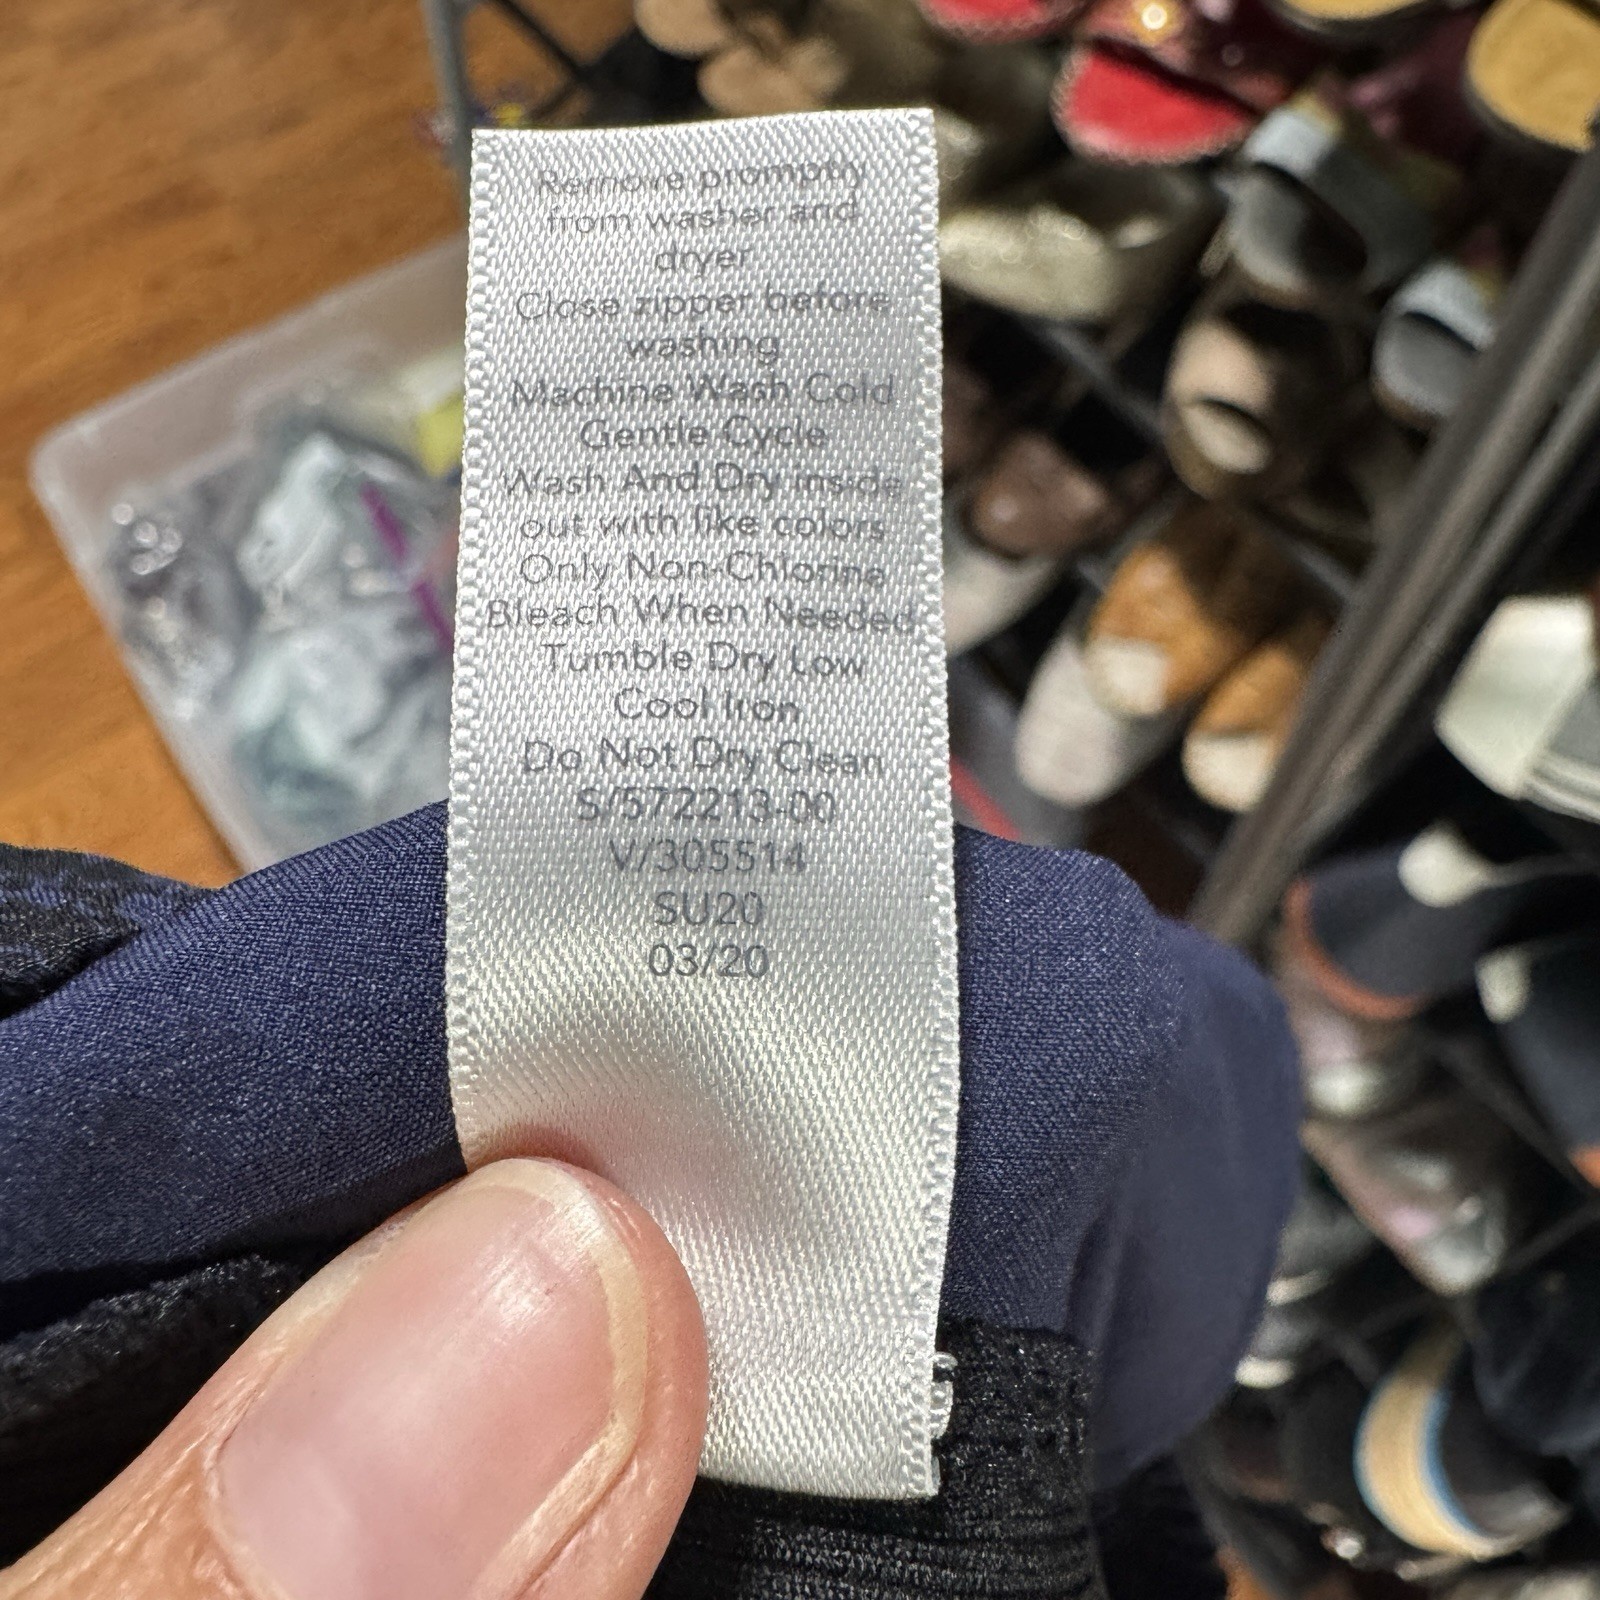 Remove promptly
from washer and
dryer
Close zipper before
washing
Machine Wash Cold
Gentle Cycle
Wash And Dry inside
out with like colors
Only Non-Chlorine
Bleach When Needed
Tumble Dry Low
Cool Iron
Do Not Dry Clean
S/572213-00
V/305514
SU20
03/20